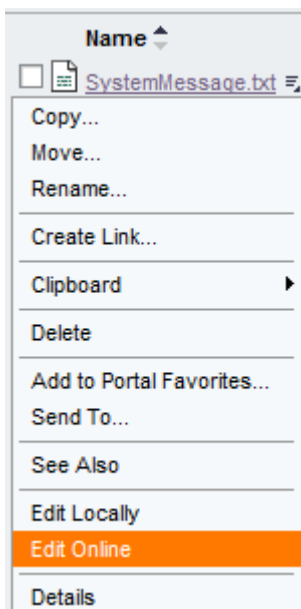 Name
SystemMessage.txt
Copy...
Move...
Rename...
Create Link...
Clipboard
Delete
Add to Portal Favorites...
Send To...
See Also
Edit Locally
Edit Online
Details